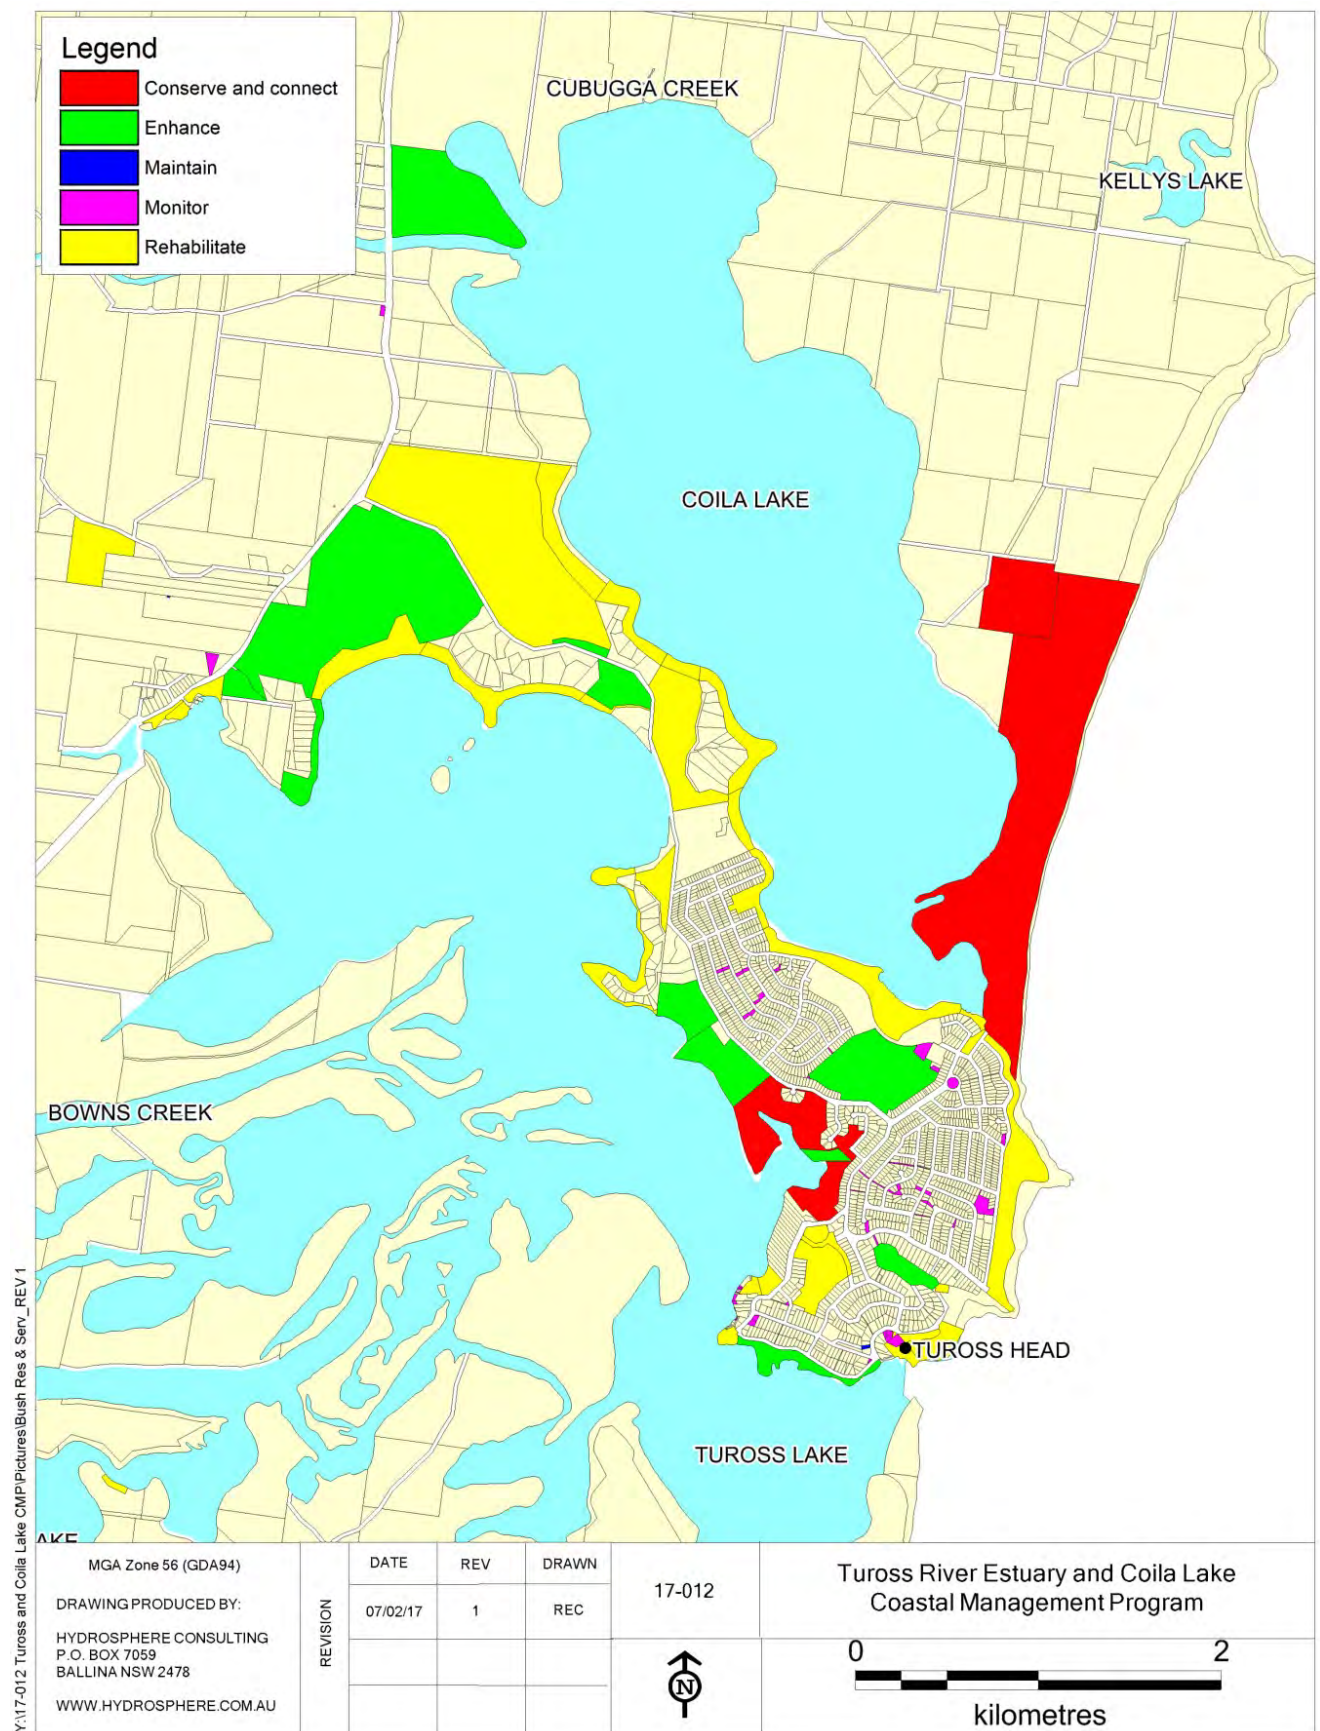 Legend
Conserve and connect
Enhance
Maintain
Monitor
Rehabilitate
CUBUGGA CREEK
KELLYS LAKE
COILA LAKE
BOWNS CREEK
TUROSS HEAD
TUROSS LAKE
AKE
Y:\17-012 Tuross and Coila Lake CMP\Pictures\Bush Res & Serv_REV 1
MGA Zone 56 (GDA94)
DRAWING PRODUCED BY:
HYDROSPHERE CONSULTING
P.O. BOX 7059
BALLINA NSW 2478
WWW.HYDROSPHERE.COM.AU
REVISION
DATE REV DRAWN
07/02/17 1 REC
17-012
N
Tuross River Estuary and Coila Lake
Coastal Management Program
0 2
kilometres